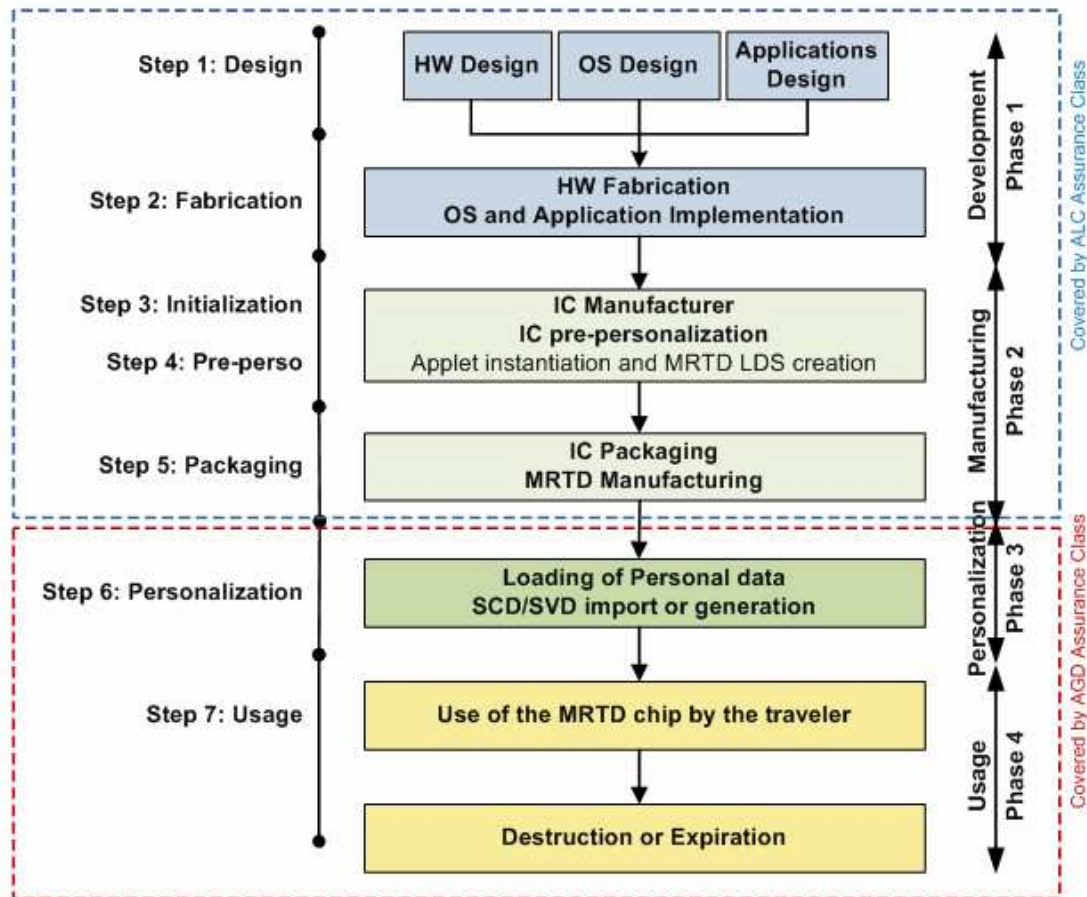 Step 1: Design
HW Design
OS Design
Applications
Design
Step 2: Fabrication
HW Fabrication
OS and Application Implementation
Development
Phase 1
Covered by ALC Assurance Class
Step 3: Initialization
Step 4: Pre-perso
IC Manufacturer
IC pre-personalization
Applet instantiation and MRTD LDS creation
Step 5: Packaging
IC Packaging
MRTD Manufacturing
Manufacturing
Phase 2
Step 6: Personalization
Loading of Personal data
SCD/SVD import or generation
Personalization
Phase 3
Step 7: Usage
Use of the MRTD chip by the traveler
Destruction or Expiration
Usage
Phase 4
Covered by AGD Assurance Class